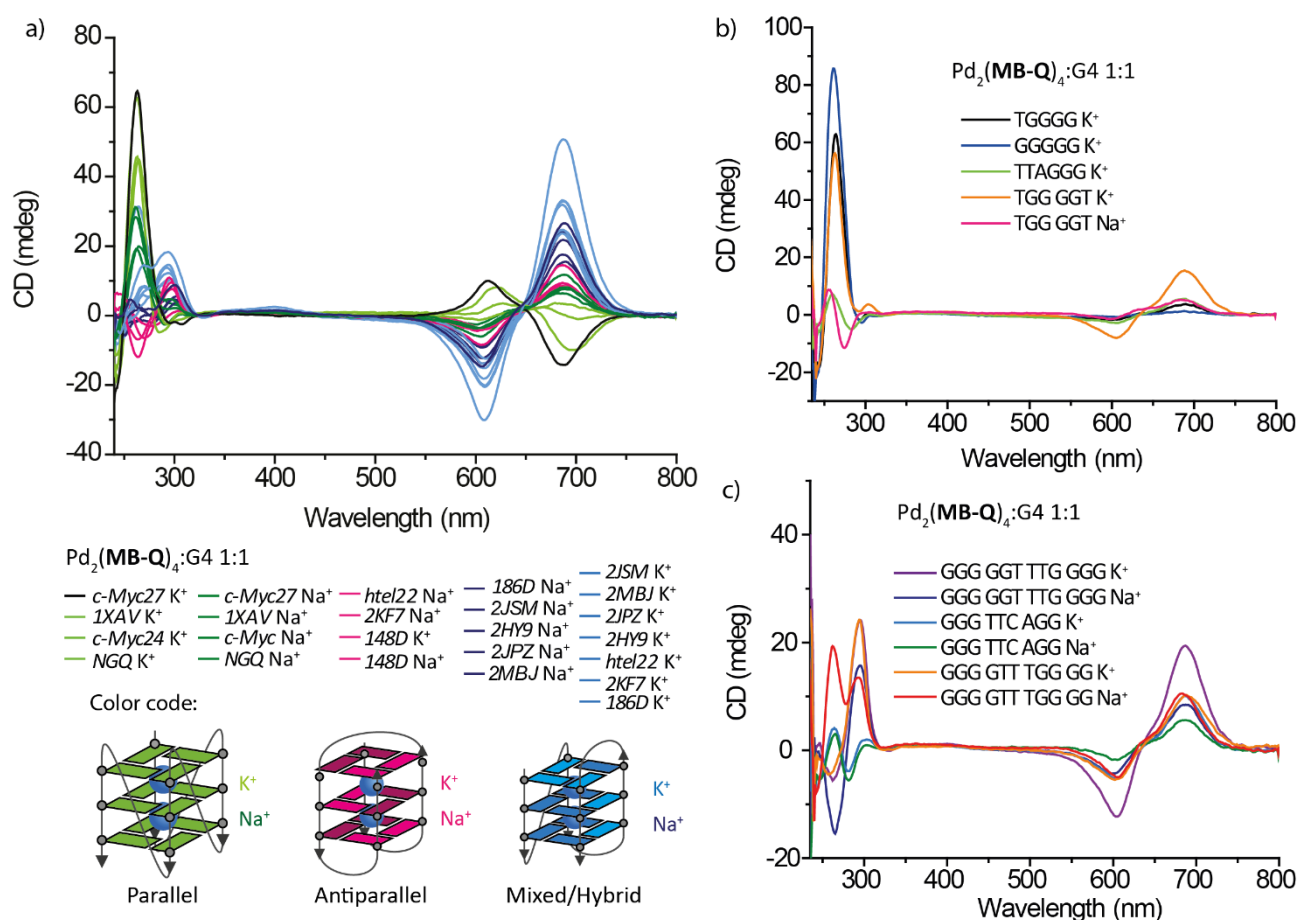 a)
CD (mdeg)
80
60
40
20
0
-20
-40
300
400
500
600
700
800
Wavelength (nm)
Pd2(MB-Q)4:G4 1:1
c-Myc27 K+
1XAV K+
c-Myc24 K+
NGQ K+
c-Myc27 Na+
1XAV Na+
c-Myc Na+
NGQ Na+
htel22 Na+
2KF7 Na+
148D K+
148D Na+
186D Na+
2JSM Na+
2HY9 Na+
2JPZ Na+
2MBJ Na+
2JSM K+
2MBJ K+
2JPZ K+
2HY9 K+
htel22 K+
2KF7 K+
186D K+
Color code:
K+
Na+
Parallel
K+
Na+
Antiparallel
K+
Na+
Mixed/Hybrid
b)
CD (mdeg)
100
80
60
40
20
0
-20
Pd2(MB-Q)4:G4 1:1
TGGGG K+
GGGGG K+
TTAGGG K+
TGG GGT K+
TGG GGT Na+
300
400
500
600
700
800
Wavelength (nm)
c)
CD (mdeg)
40
20
0
-20
Pd2(MB-Q)4:G4 1:1
GGG GGT TTG GGG K+
GGG GGT TTG GGG Na+
GGG TTC AGG K+
GGG TTC AGG Na+
GGG GTT TGG GG K+
GGG GTT TGG GG Na+
300
400
500
600
700
800
Wavelength (nm)